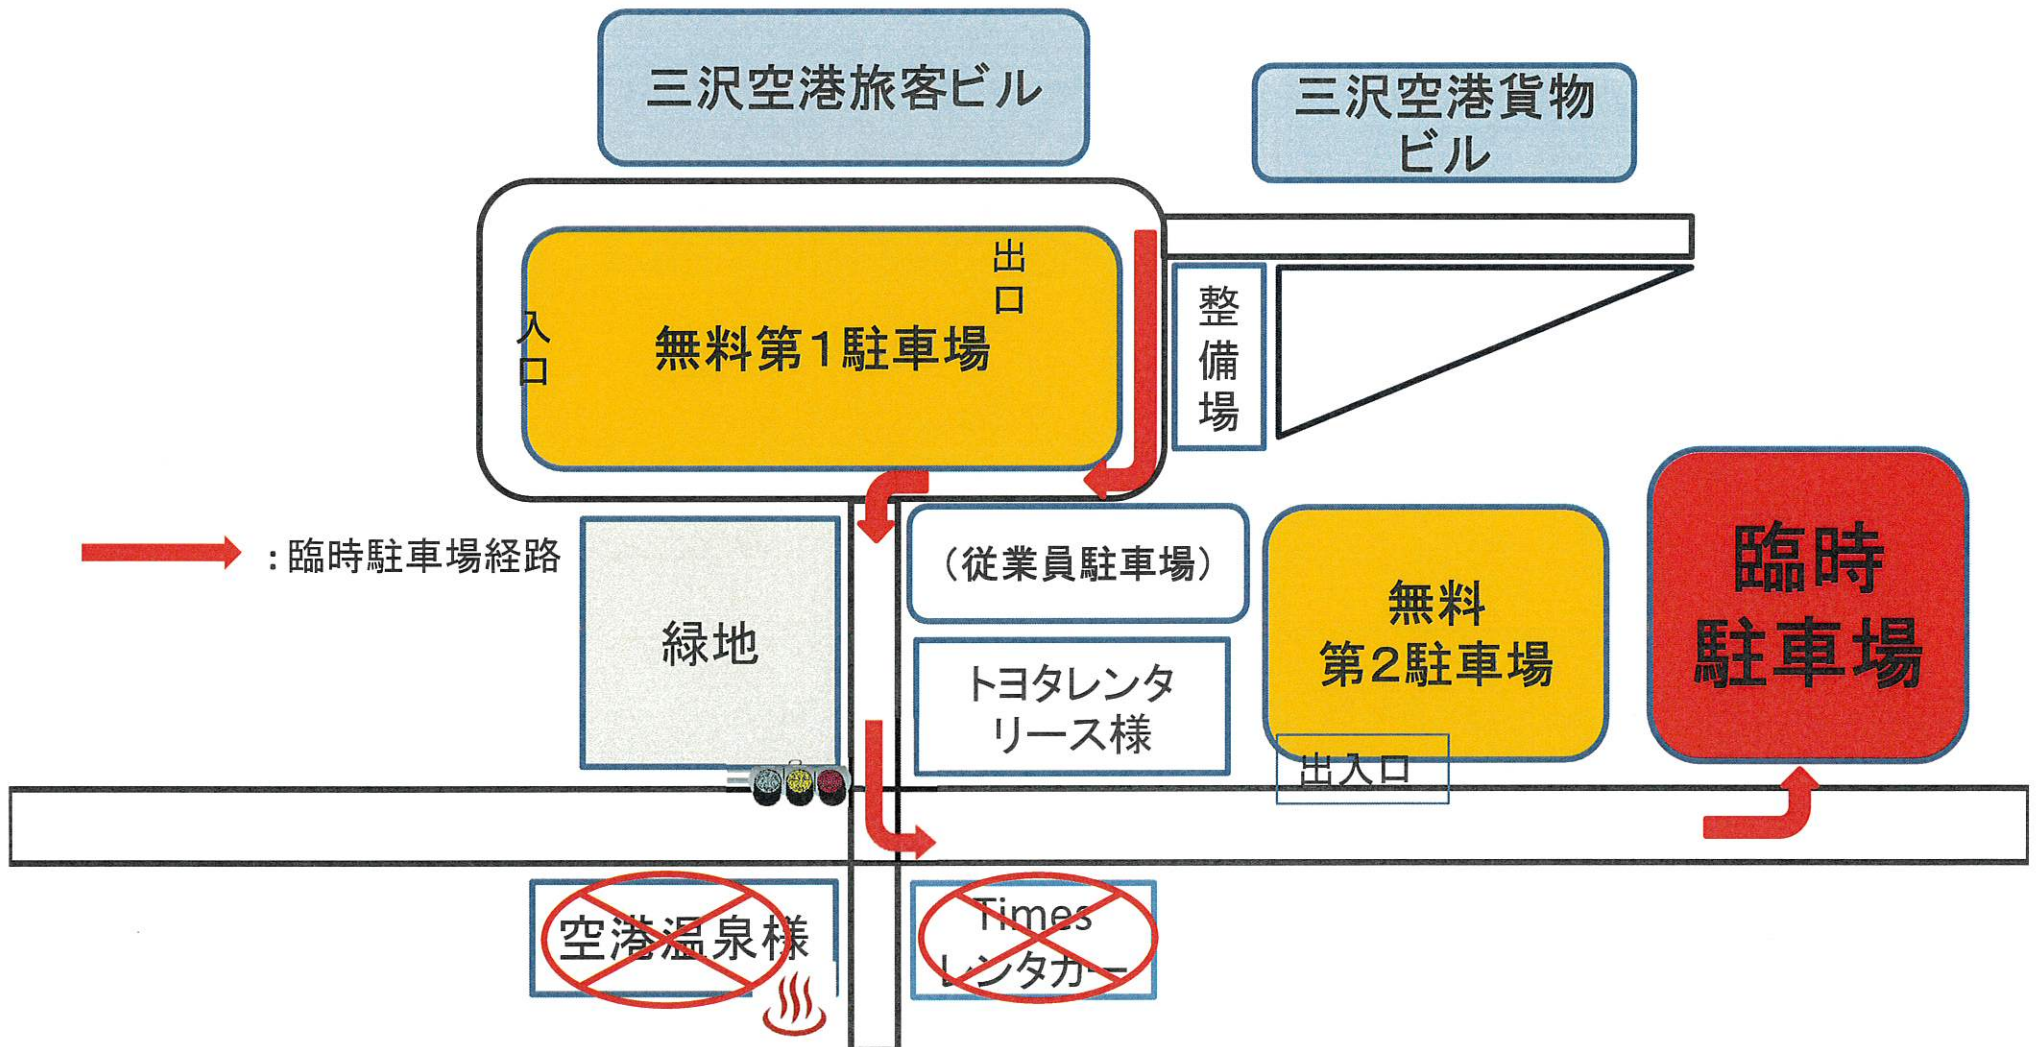 三沢空港旅客ビル
三沢空港貨物
ビル
出口
入口
無料第1駐車場
整備場
:臨時駐車場経路
緑地
(従業員駐車場)
トヨタレンタ
リース様
無料
第2駐車場
出入口
臨時
駐車場
空港温泉様
Times
レンタカー